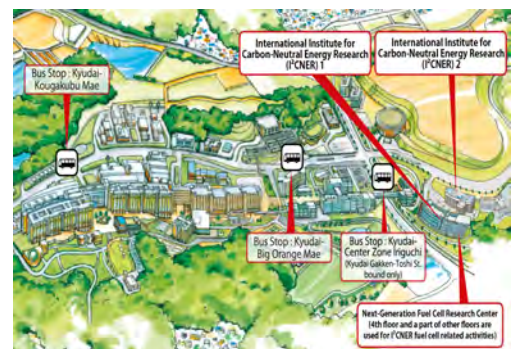 International Institute for
Carbon-Neutral Energy Research
(I²CNER) 1
International Institute for
Carbon-Neutral Energy Research
(I²CNER) 2
Bus Stop : Kyudai-
Kougakubu Mae
Bus Stop : Kyudai-
Big Orange Mae
Bus Stop : Kyudai-
Center Zone Iriguchi
(Kyudai Gakken-Toshi St.
bound only)
Next-Generation Fuel Cell Research Center
(4th floor and a part of other floors are
used for I²CNER fuel cell related activities)